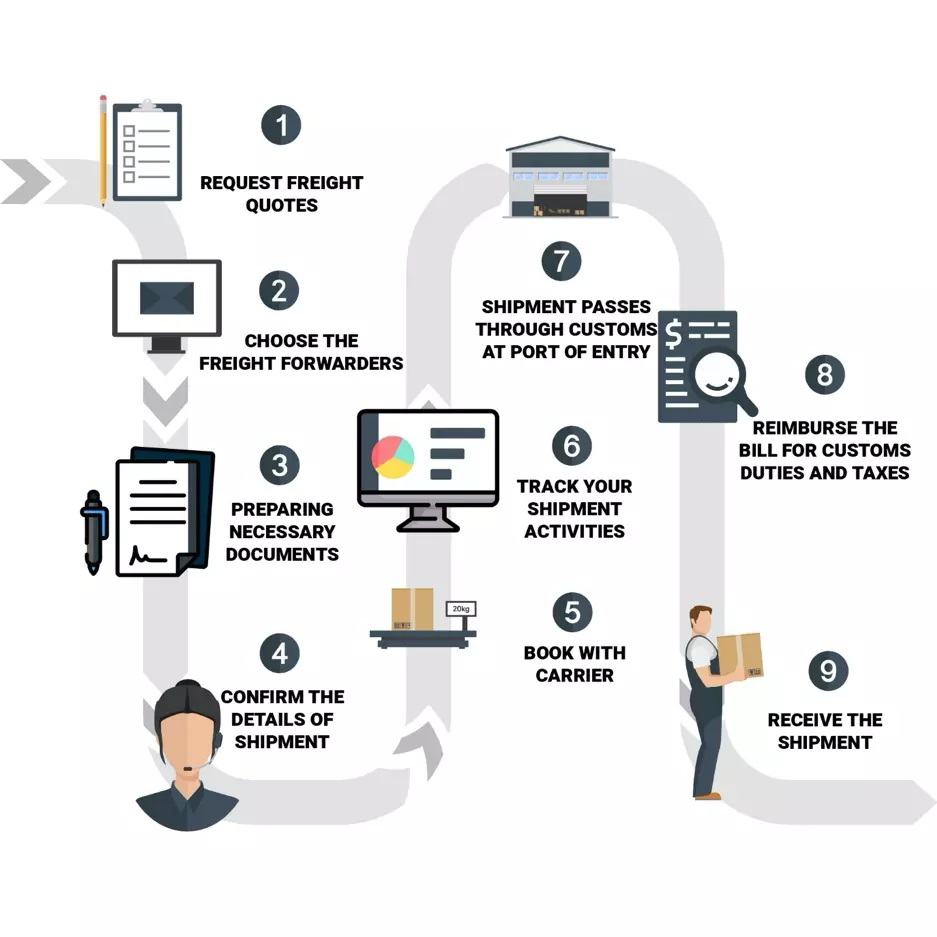 1
REQUEST FREIGHT
QUOTES
2
CHOOSE THE
FREIGHT FORWARDERS
3
PREPARING
NECESSARY
DOCUMENTS
4
CONFIRM THE
DETAILS OF
SHIPMENT
5
BOOK WITH
CARRIER
20kg
6
TRACK YOUR
SHIPMENT
ACTIVITIES
7
SHIPMENT PASSES
THROUGH CUSTOMS
AT PORT OF ENTRY
$
8
REIMBURSE THE
BILL FOR CUSTOMS
DUTIES AND TAXES
9
RECEIVE THE
SHIPMENT